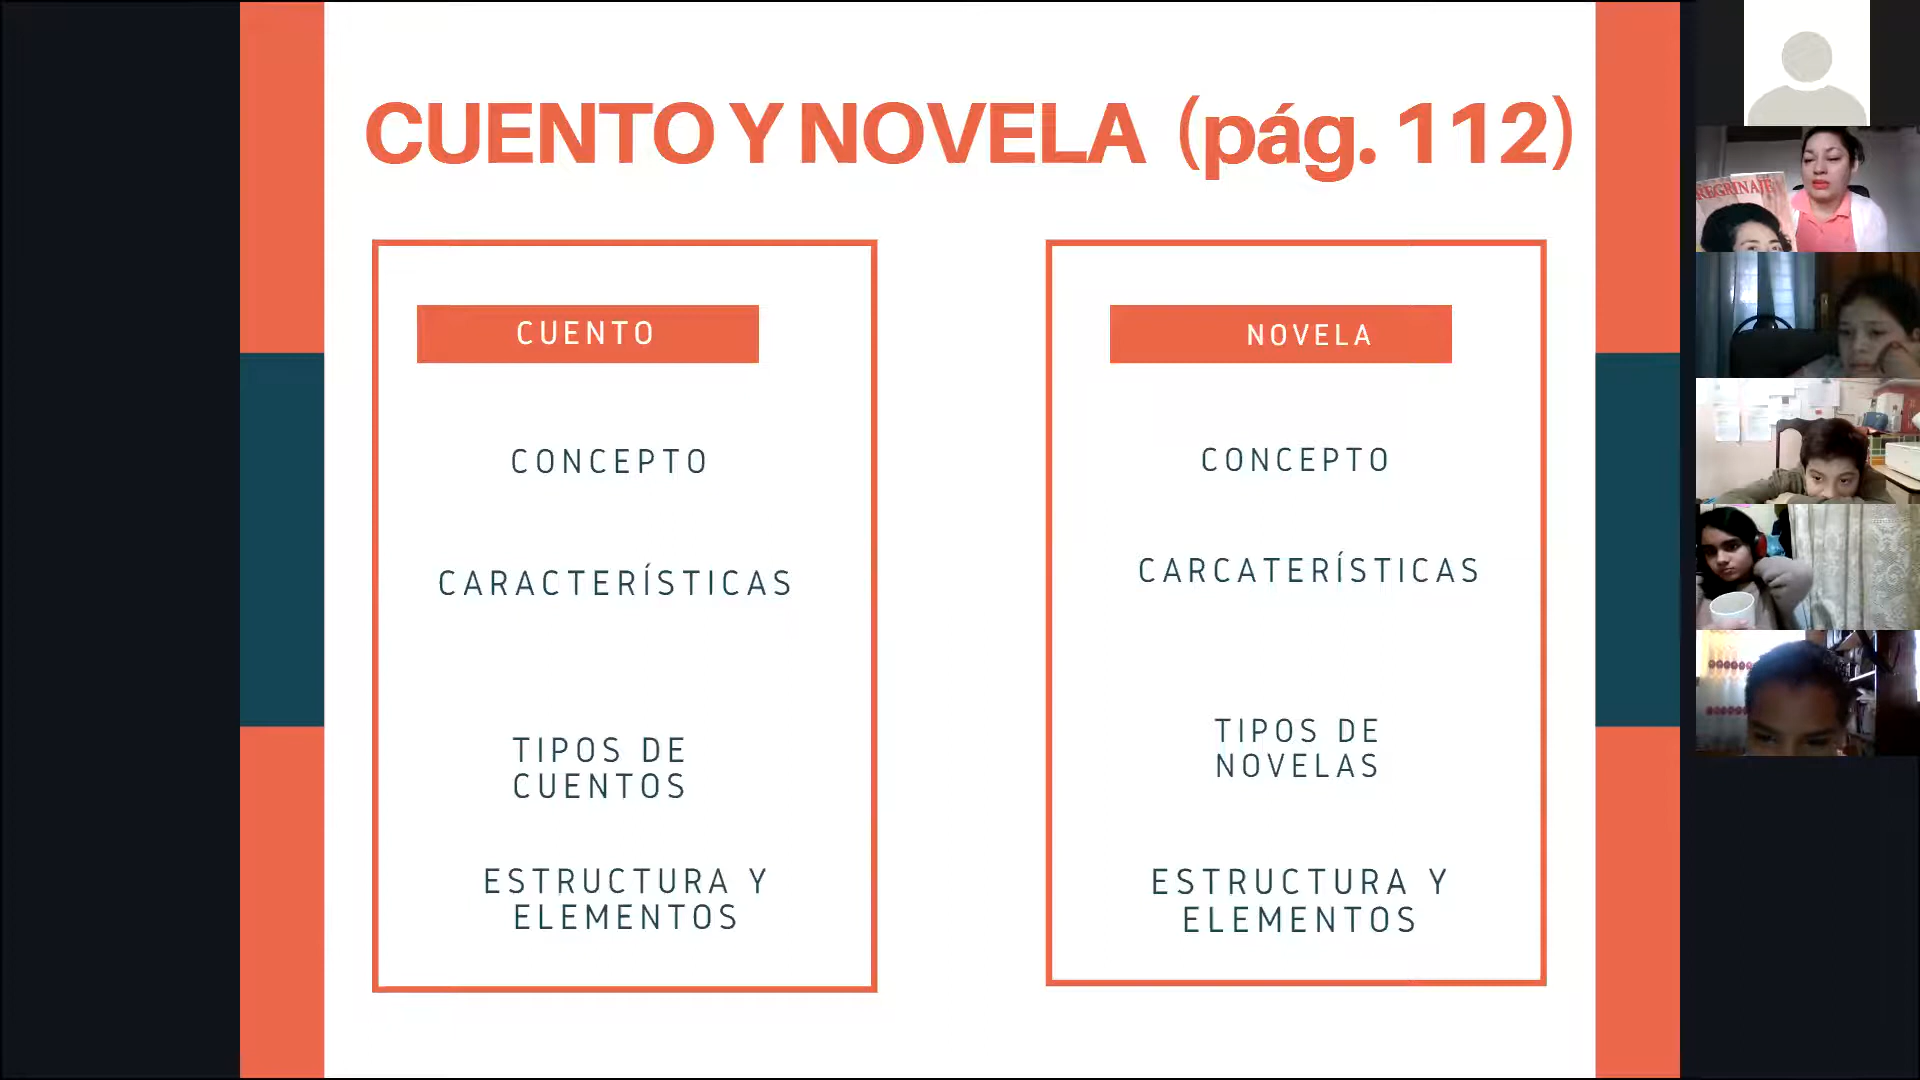 CUENTO Y NOVELA (pág. 112)
CUENTO
CONCEPTO
CARACTERÍSTICAS
TIPOS DE
CUENTOS
ESTRUCTURA Y
ELEMENTOS
NOVELA
CONCEPTO
CARCATERÍSTICAS
TIPOS DE
NOVELAS
ESTRUCTURA Y
ELEMENTOS
REGRINAJE